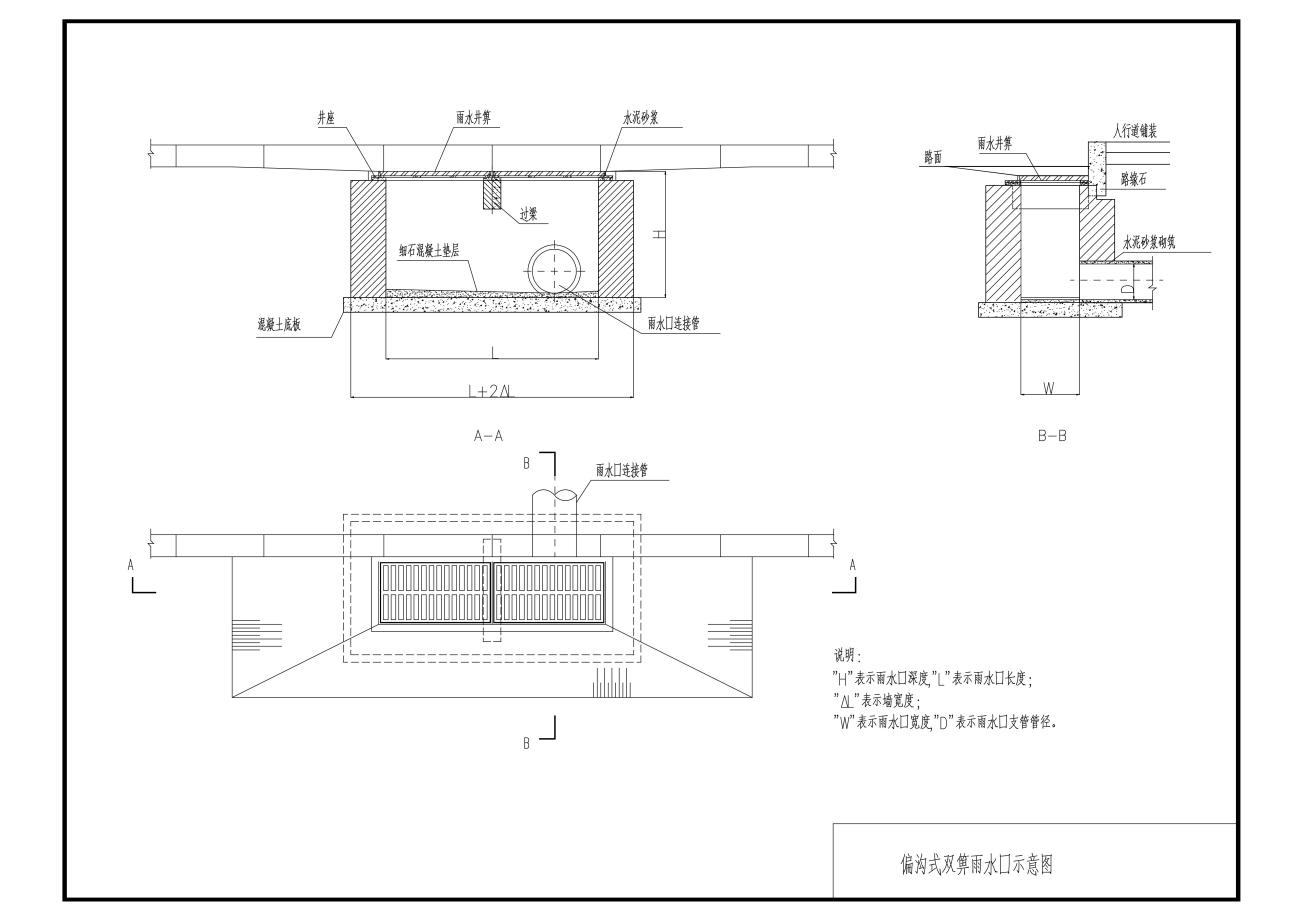 井座
雨水井箅
水泥砂浆
过梁
细石混凝土垫层
H
混凝土底板
雨水口连接管
L
L+2ΔL
A-A
人行道铺装
雨水井箅
路面
路缘石
水泥砂浆砌筑
D
W
B-B
B
雨水口连接管
A
A
B
说明:
"H"表示雨水口深度,"L"表示雨水口长度;
"ΔL"表示墙宽度;
"W"表示雨水口宽度,"D"表示雨水口支管管径。
偏沟式双箅雨水口示意图